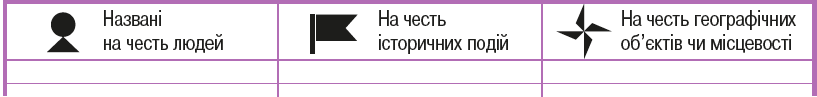 Названі
на честь людей
На честь
історичних подій
На честь географічних
об’єктів чи місцевості